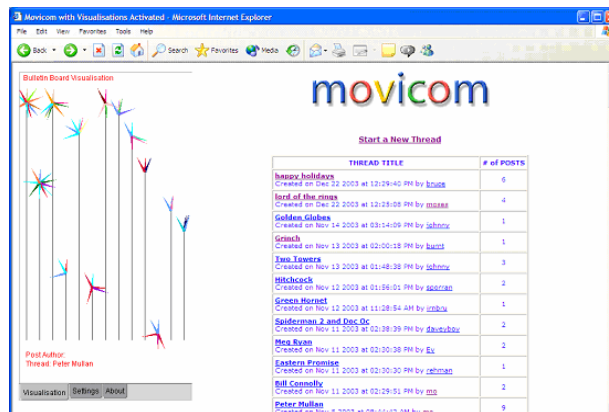 Movicom with Visualisations Activated - Microsoft Internet Explorer
File Edit View Favorites Tools Help
Back Search Favorites Media
Bulletin Board Visualisation
Post Author:
Thread: Peter Mullan
Visualisation Settings About
movicom
Start a New Thread
THREAD TITLE # of POSTS
happy holidays 6
Created on Dec 22 2003 at 12:29:40 PM by bruce
lord of the rings 4
Created on Dec 22 2003 at 12:25:08 PM by moses
Golden Globes 1
Created on Nov 14 2003 at 03:14:09 PM by johnny
Grinch 1
Created on Nov 13 2003 at 02:00:18 PM by burnt
Two Towers 3
Created on Nov 13 2003 at 01:48:38 PM by johnny
Hitchcock 2
Created on Nov 12 2003 at 01:56:01 PM by sporran
Green Hornet 1
Created on Nov 12 2003 at 11:28:54 AM by irnbru
Spiderman 2 and Doc Oc 2
Created on Nov 11 2003 at 02:38:39 PM by daveyboy
Meg Ryan 2
Created on Nov 11 2003 at 02:30:38 PM by Ev
Eastern Promise 1
Created on Nov 11 2003 at 02:30:30 PM by rehman
Bill Connolly 2
Created on Nov 11 2003 at 02:29:51 PM by mo
Peter Mullan 9